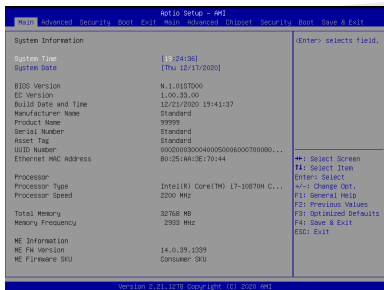 Aptio Setup - AMI
Main Advanced Security Boot Exit Main Advanced Chipset Security Boot Save & Exit
System Information
<Enter> selects field.
System Time [19:24:36]
System Date [Thu 12/17/2020]
BIOS Version N.1.01STD00
EC Version 1.00.33.00
Build Date and Time 12/21/2020 19:41:37
Manufacturer Name Standard
Product Name 99999
Serial Number Standard
Asset Tag Standard
UUID Number 00020003000400050006000700080...
Ethernet MAC Address B0:25:AA:3E:70:44
Processor
Processor Type Intel(R) Core(TM) i7-10870H C...
Processor Speed 2200 MHz
Total Memory 32768 MB
Memory Frequency 2933 MHz
ME Information
ME FW Version 14.0.39.1339
ME Firmware SKU Consumer SKU
→←: Select Screen
↑↓: Select Item
Enter: Select
+/-: Change Opt.
F1: General Help
F2: Previous Values
F3: Optimized Defaults
F4: Save & Exit
ESC: Exit
Version 2.21.1278 Copyright (C) 2020 AMI